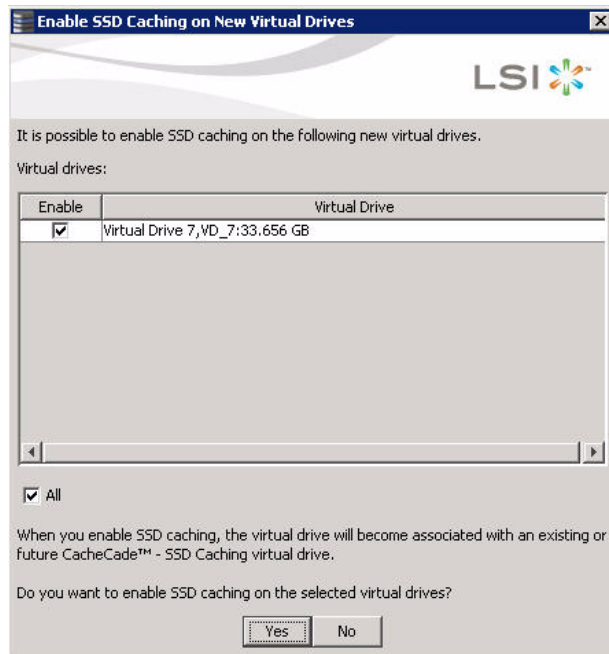 Enable SSD Caching on New Virtual Drives
LSI
It is possible to enable SSD caching on the following new virtual drives.
Virtual drives:
Enable Virtual Drive
Virtual Drive 7,VD_7:33.656 GB
All
When you enable SSD caching, the virtual drive will become associated with an existing or
future CacheCade™ - SSD Caching virtual drive.
Do you want to enable SSD caching on the selected virtual drives?
Yes No